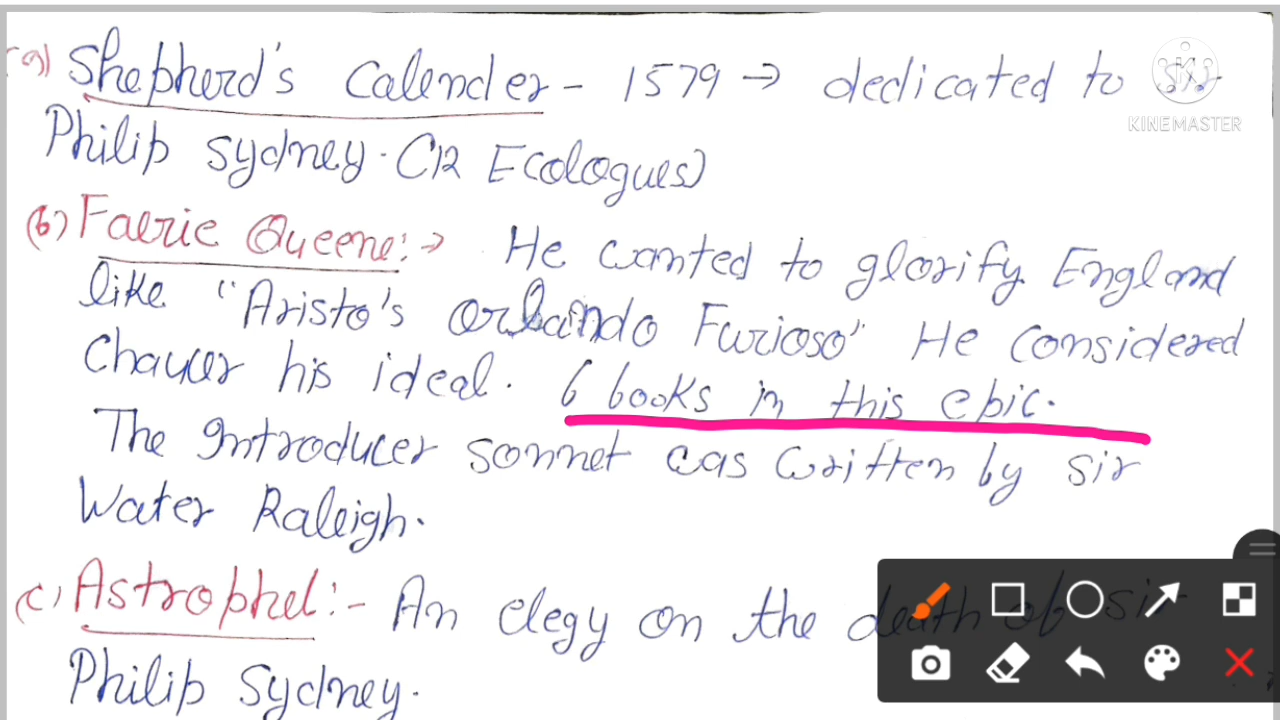 (a) Shepherd's Calender - 1579 → dedicated to Sir
KINEMASTER
Philip Sydney. (12 Ecologues)
(b) Faerie Queene:→ He wanted to glorify England
like "Aristo's Orlando Furioso" He considered
Chaucer his ideal. 6 books in this epic.
The Introducer sonnet was written by Sir
Water Raleigh.
(c) Astrophel:- An elegy on the death of Sir
Philip Sydney.